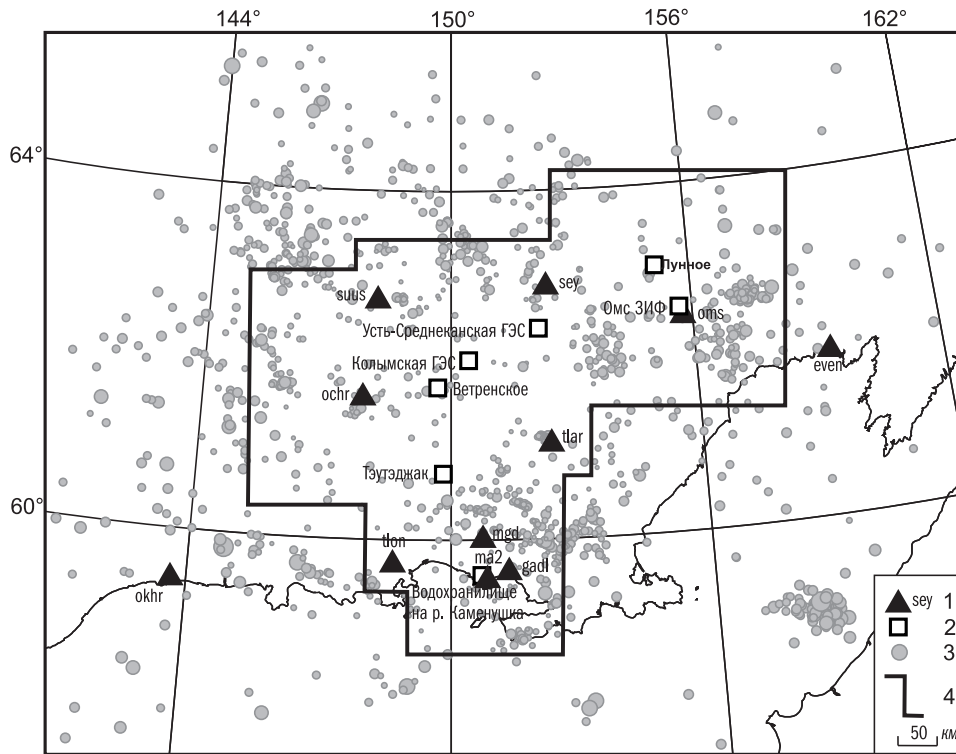 144° 150° 156° 162°
64°
Лунное
suus
sey
Омс ЗИФ
oms
Усть-Среднеканская ГЭС
Колымская ГЭС
even
ochr
Ветренское
tlar
Тэутэджак
60°
mgd
tlon
ma2
gadl
okhr
Водохранилище
на р. Каменушка
sey 1
2
3
4
50 км